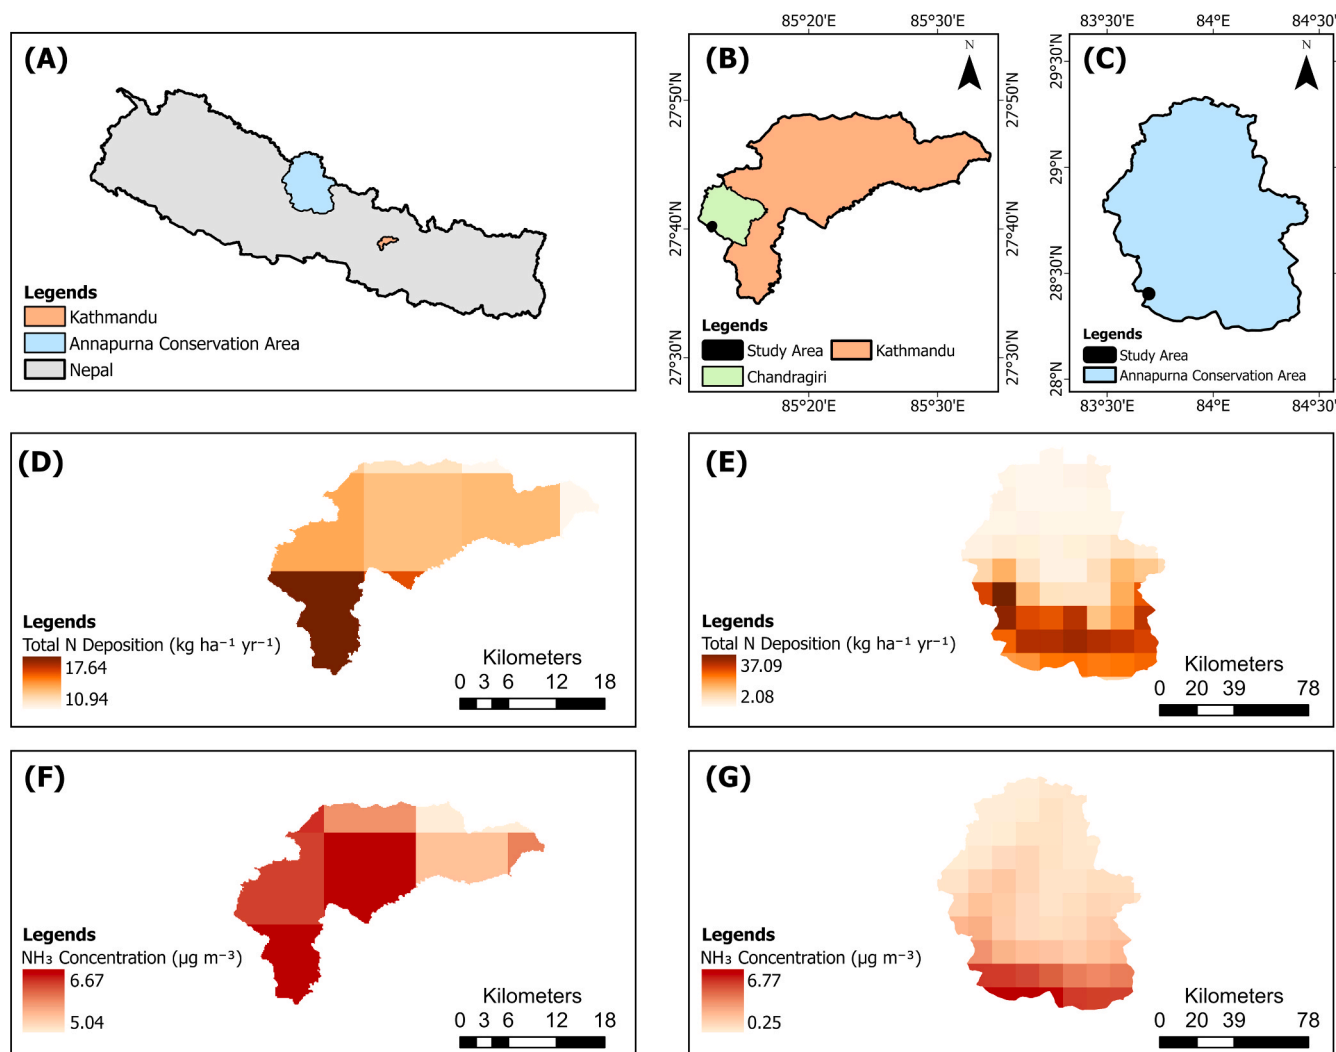 (A)
Legends
Kathmandu
Annapurna Conservation Area
Nepal
85°20'E 85°30'E
(B)
N
27°50'N 27°50'N
27°40'N 27°40'N
27°30'N 27°30'N
Legends
Study Area Kathmandu
Chandragiri
85°20'E 85°30'E
83°30'E 84°E 84°30'E
(C)
N
29°30'N
29°N
28°30'N
28°N
Legends
Study Area
Annapurna Conservation Area
83°30'E 84°E 84°30'E
(D)
Legends
Total N Deposition (kg ha⁻¹ yr⁻¹)
17.64
10.94
Kilometers
0 3 6 12 18
(E)
Legends
Total N Deposition (kg ha⁻¹ yr⁻¹)
37.09
2.08
Kilometers
0 20 39 78
(F)
Legends
NH₃ Concentration (µg m⁻³)
6.67
5.04
Kilometers
0 3 6 12 18
(G)
Legends
NH₃ Concentration (µg m⁻³)
6.77
0.25
Kilometers
0 20 39 78